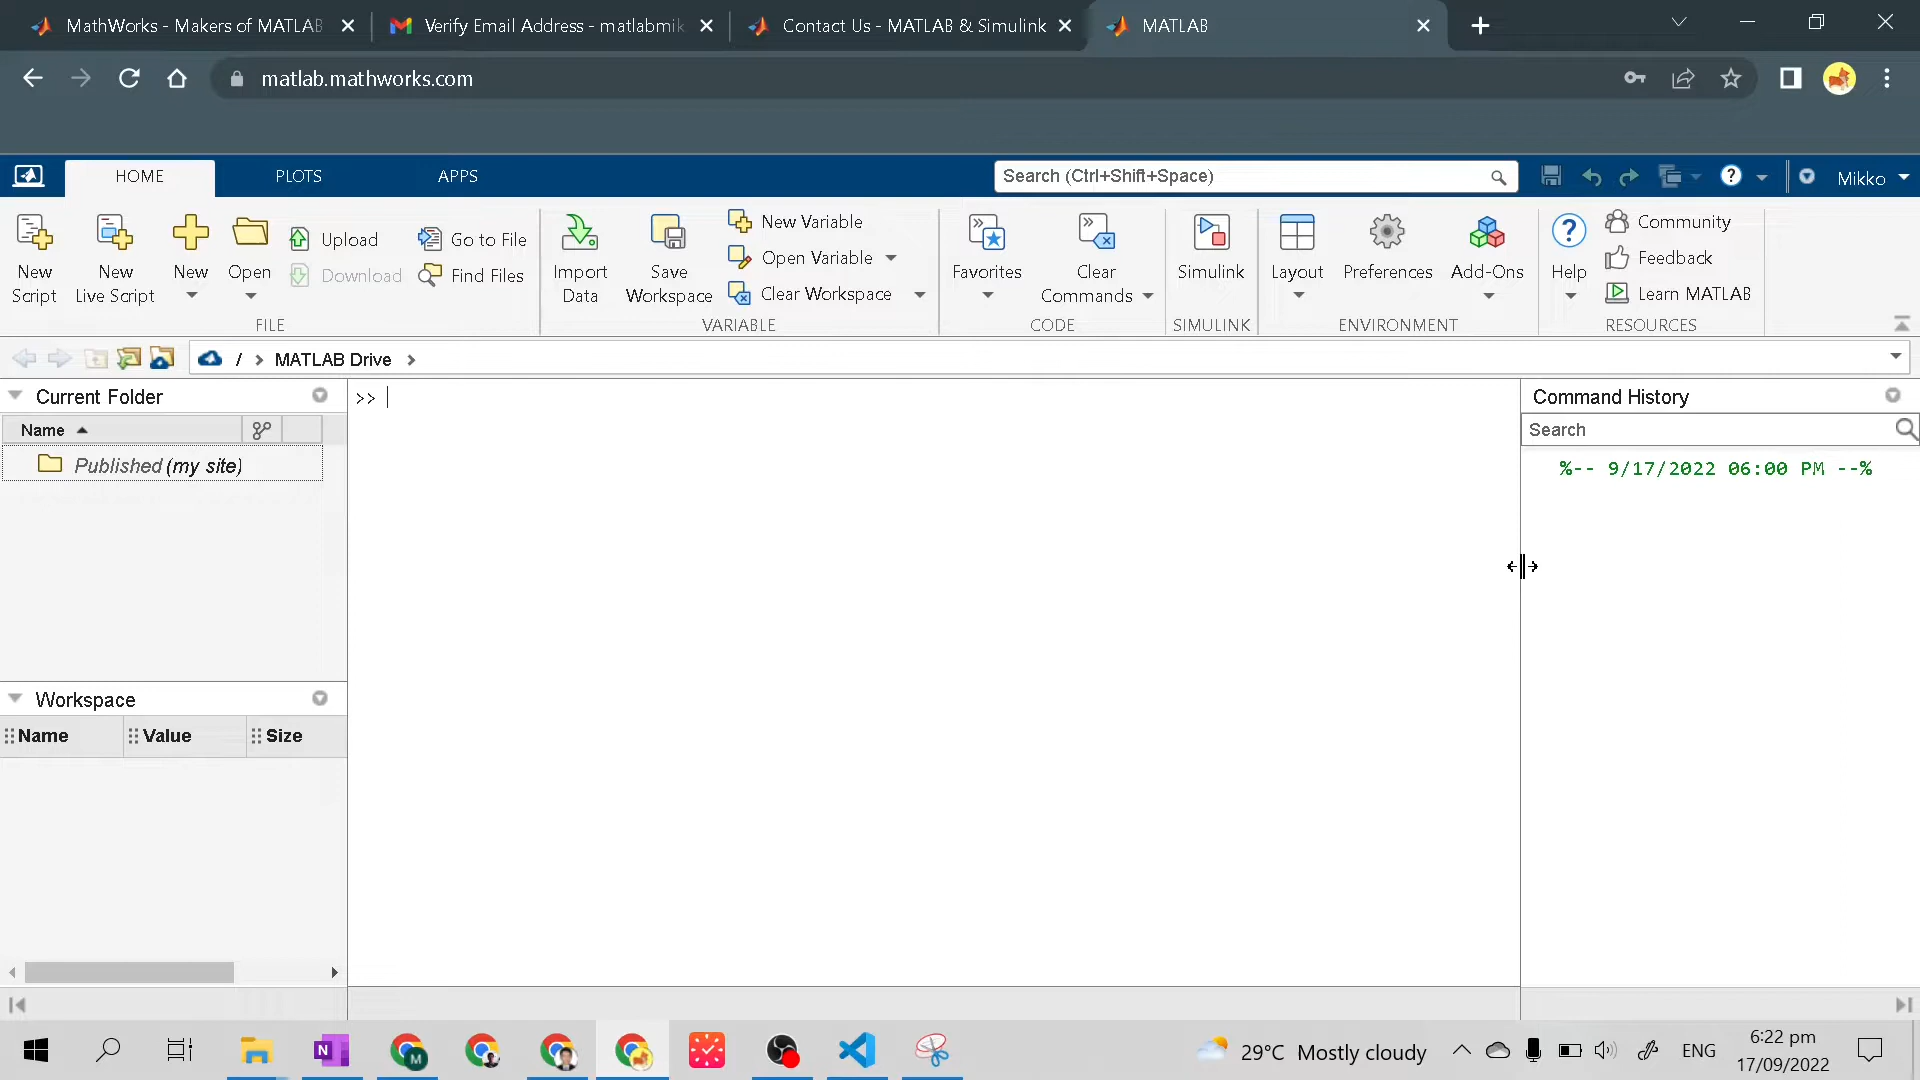 MathWorks - Makers of MATLAB
Verify Email Address - matlabmik
Contact Us - MATLAB & Simulink
MATLAB
matlab.mathworks.com
HOME
PLOTS
APPS
Search (Ctrl+Shift+Space)
Mikko
New Script
New Live Script
New
Open
Upload
Download
Go to File
Find Files
FILE
Import Data
Save Workspace
New Variable
Open Variable
Clear Workspace
VARIABLE
Favorites
Clear Commands
CODE
Simulink
SIMULINK
Layout
Preferences
Add-Ons
ENVIRONMENT
Help
Community
Feedback
Learn MATLAB
RESOURCES
/ > MATLAB Drive >
Current Folder
Name
Published (my site)
>>
Command History
Search
%-- 9/17/2022 06:00 PM --%
Workspace
Name Value Size
29°C Mostly cloudy
ENG
6:22 pm
17/09/2022